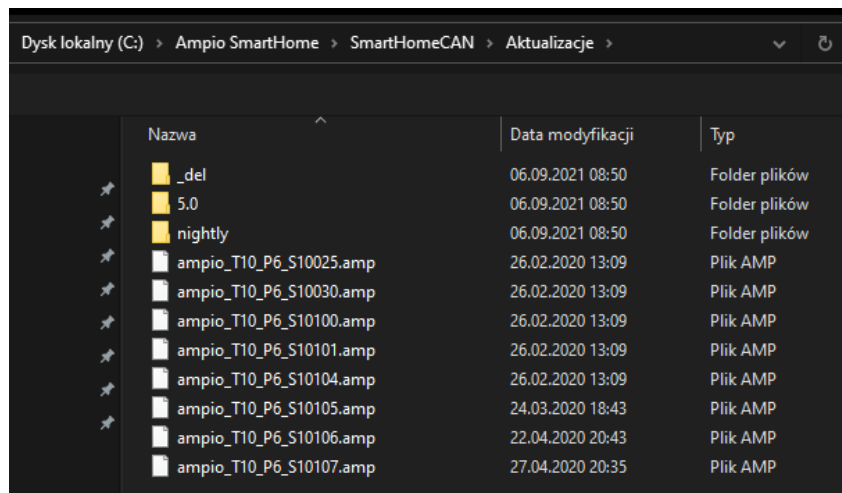 Dysk lokalny (C:) > Ampio SmartHome > SmartHomeCAN > Aktualizacje >
Nazwa Data modyfikacji Typ
_del 06.09.2021 08:50 Folder plików
5.0 06.09.2021 08:50 Folder plików
nightly 06.09.2021 08:50 Folder plików
ampio_T10_P6_S10025.amp 26.02.2020 13:09 Plik AMP
ampio_T10_P6_S10030.amp 26.02.2020 13:09 Plik AMP
ampio_T10_P6_S10100.amp 26.02.2020 13:09 Plik AMP
ampio_T10_P6_S10101.amp 26.02.2020 13:09 Plik AMP
ampio_T10_P6_S10104.amp 26.02.2020 13:09 Plik AMP
ampio_T10_P6_S10105.amp 24.03.2020 18:43 Plik AMP
ampio_T10_P6_S10106.amp 22.04.2020 20:43 Plik AMP
ampio_T10_P6_S10107.amp 27.04.2020 20:35 Plik AMP